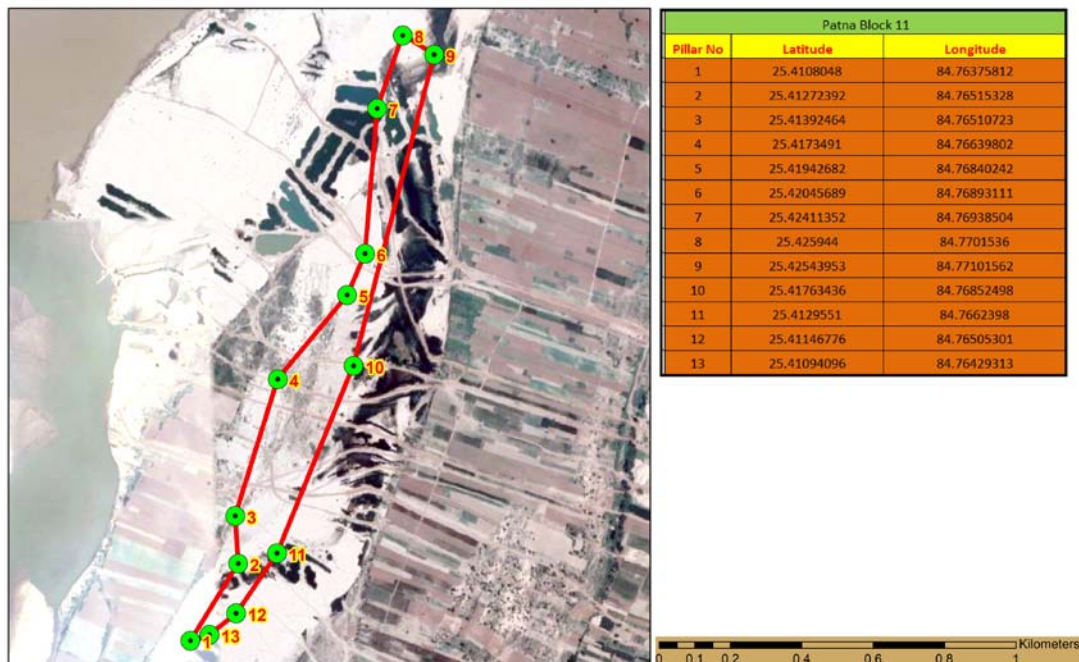 Patna Block 11
Pillar No Latitude Longitude
1 25.4108048 84.76375812
2 25.41272392 84.76515328
3 25.41392464 84.76510723
4 25.4173491 84.76639802
5 25.41942682 84.76840242
6 25.42045689 84.76893111
7 25.42411352 84.76938504
8 25.425944 84.7701536
9 25.42543953 84.77101562
10 25.41763436 84.76852498
11 25.4129551 84.7662398
12 25.41146776 84.76505301
13 25.41094096 84.76429313
8
9
7
6
5
10
4
3
11
2
12
13
1
Kilometers
0 0.1 0.2 0.4 0.6 0.8 1